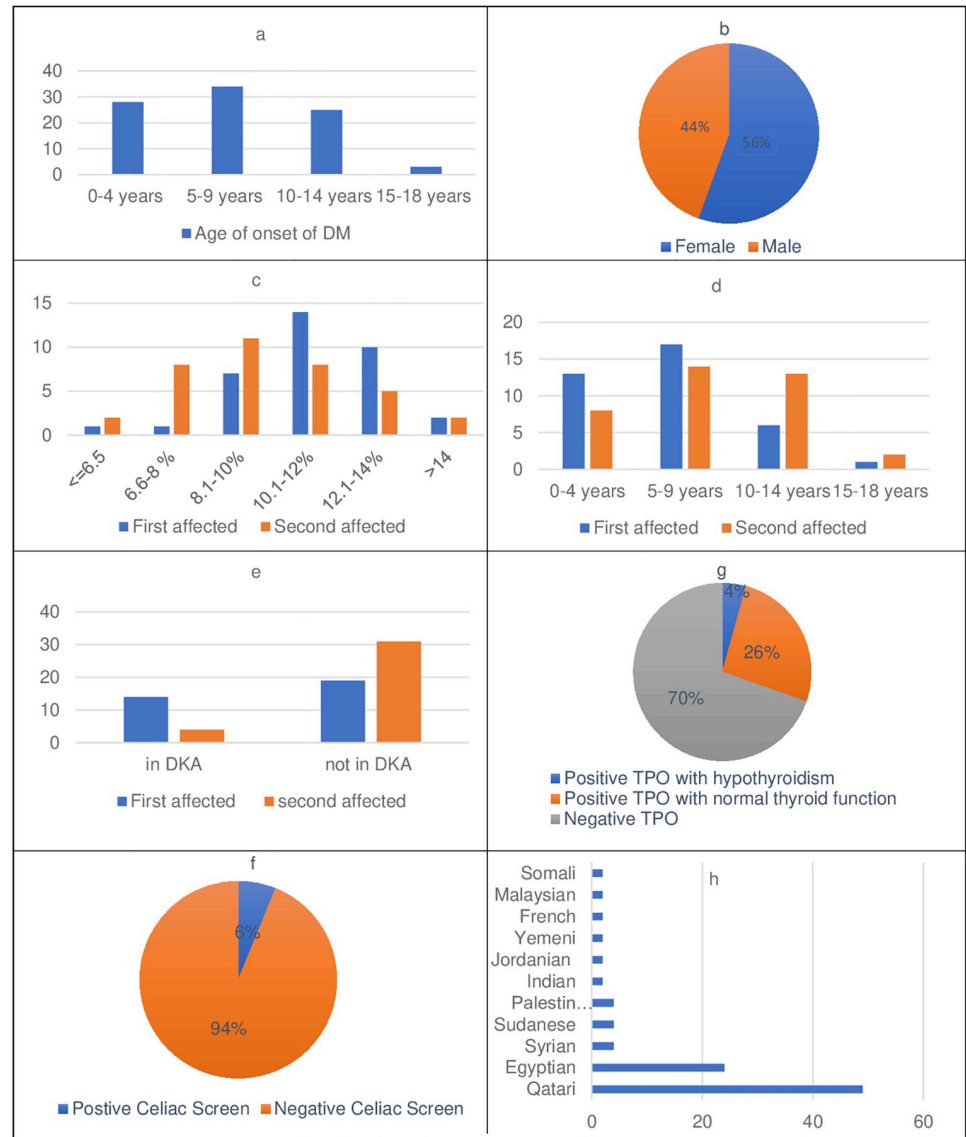 a
40
30
20
10
0
0-4 years 5-9 years 10-14 years 15-18 years
Age of onset of DM
b
44%
56%
Female Male
c
15
10
5
0
<=6.5 6.6-8 % 8.1-10% 10.1-12% 12.1-14% >14
First affected Second affected
d
20
15
10
5
0
0-4 years 5-9 years 10-14 years 15-18 years
First affected Second affected
e
40
30
20
10
0
in DKA not in DKA
First affected second affected
g
4%
26%
70%
Positive TPO with hypothyroidism
Positive TPO with normal thyroid function
Negative TPO
f
6%
94%
Postive Celiac Screen Negative Celiac Screen
h
Somali
Malaysian
French
Yemeni
Jordanian
Indian
Palestin...
Sudanese
Syrian
Egyptian
Qatari
0 20 40 60